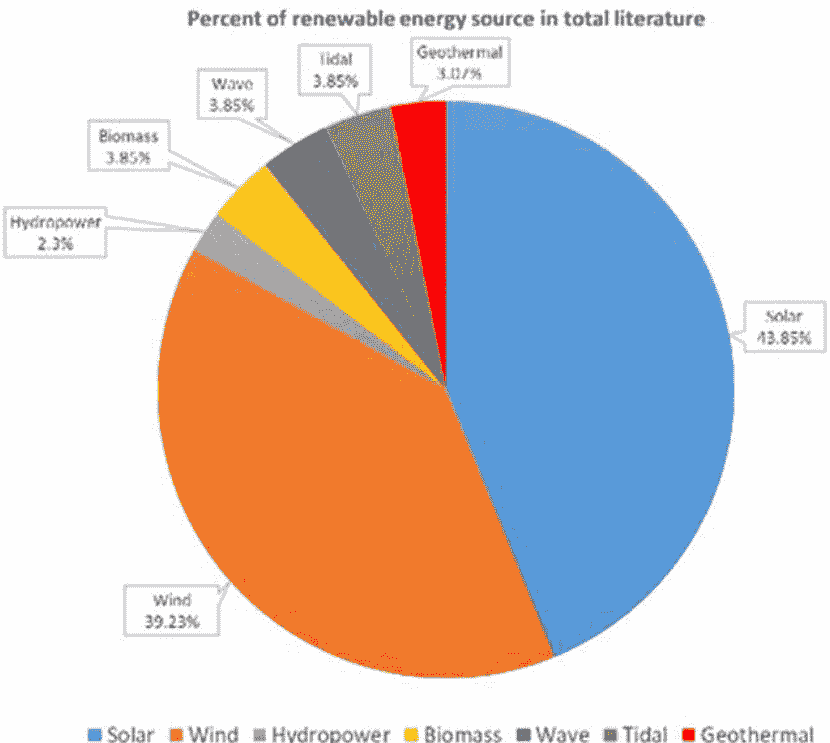 Percent of renewable energy source in total literature
Geothermal
3.07%
Tidal
3.85%
Wave
3.85%
Biomass
3.85%
Hydropower
2.3%
Solar
43.85%
Wind
39.23%
Solar Wind Hydropower Biomass Wave Tidal Geothermal